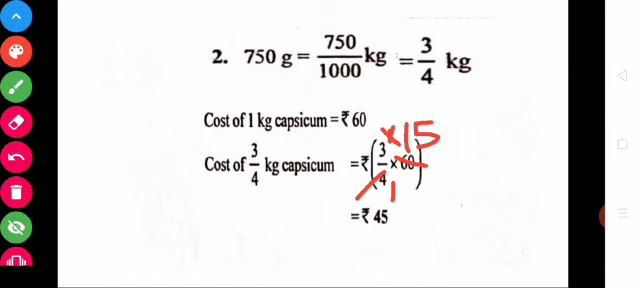 2. 750 g = 750/1000 kg = 3/4 kg
Cost of 1 kg capsicum = ₹ 60
×15
Cost of 3/4 kg capsicum = ₹ (3/4 × 60)
1
= ₹ 45